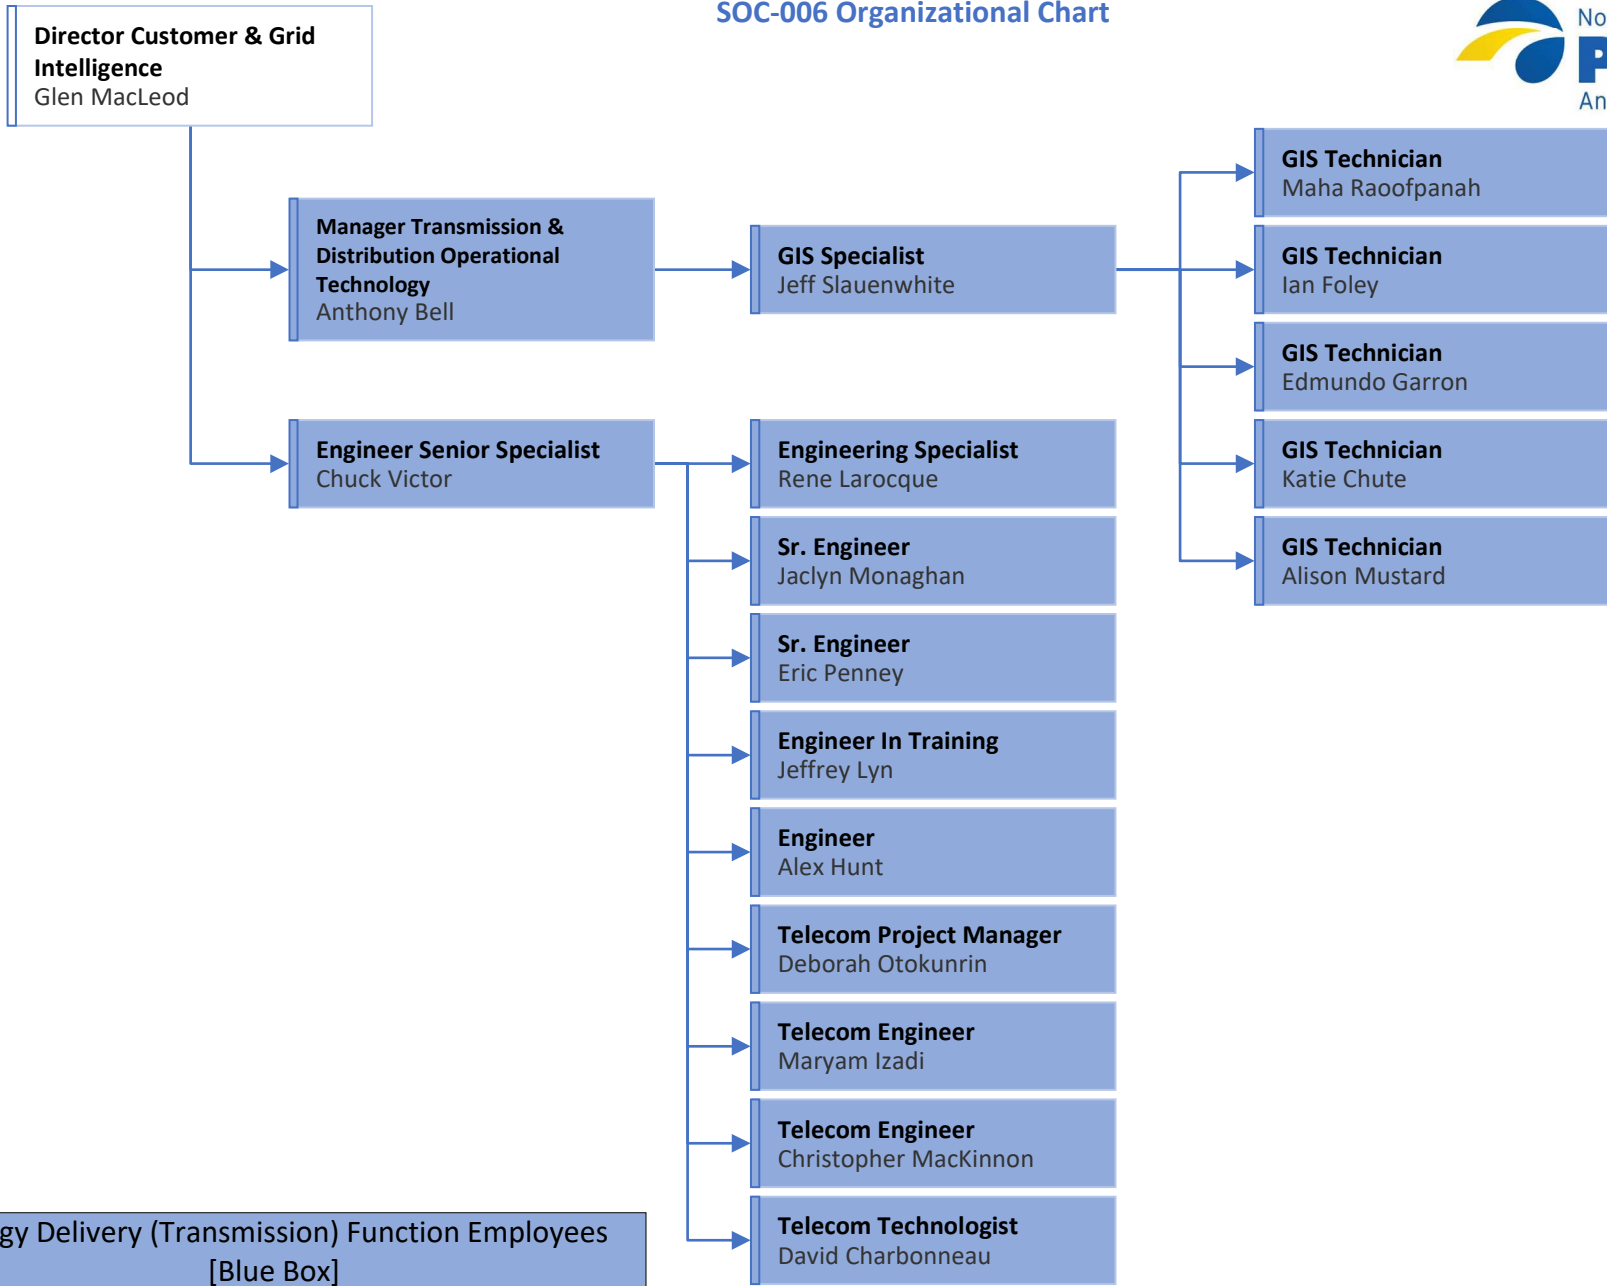 SOC-006 Organizational Chart
No
An
Director Customer & Grid
Intelligence
Glen MacLeod
Manager Transmission &
Distribution Operational
Technology
Anthony Bell
GIS Specialist
Jeff Slauenwhite
GIS Technician
Maha Raoofpanah
GIS Technician
Ian Foley
GIS Technician
Edmundo Garron
GIS Technician
Katie Chute
GIS Technician
Alison Mustard
Engineer Senior Specialist
Chuck Victor
Engineering Specialist
Rene Larocque
Sr. Engineer
Jaclyn Monaghan
Sr. Engineer
Eric Penney
Engineer In Training
Jeffrey Lyn
Engineer
Alex Hunt
Telecom Project Manager
Deborah Otokunrin
Telecom Engineer
Maryam Izadi
Telecom Engineer
Christopher MacKinnon
Telecom Technologist
David Charbonneau
gy Delivery (Transmission) Function Employees
[Blue Box]